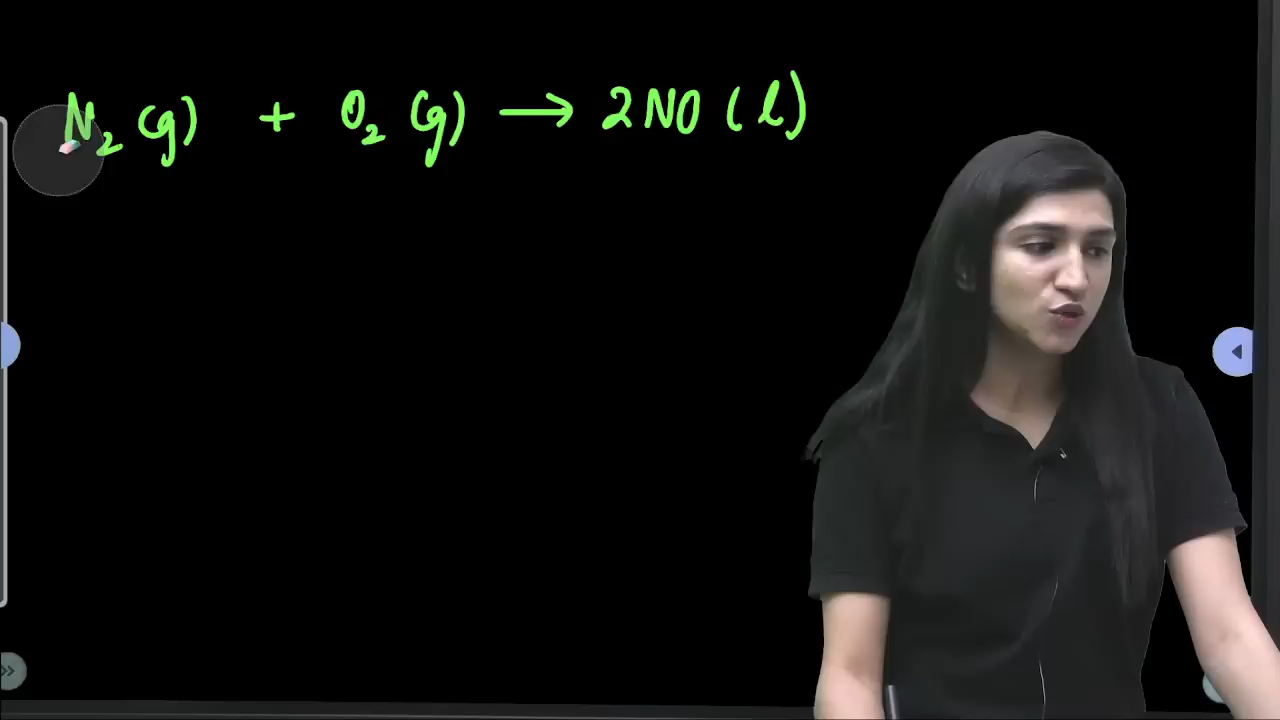 N₂ (g) + O₂ (g) → 2NO (l)